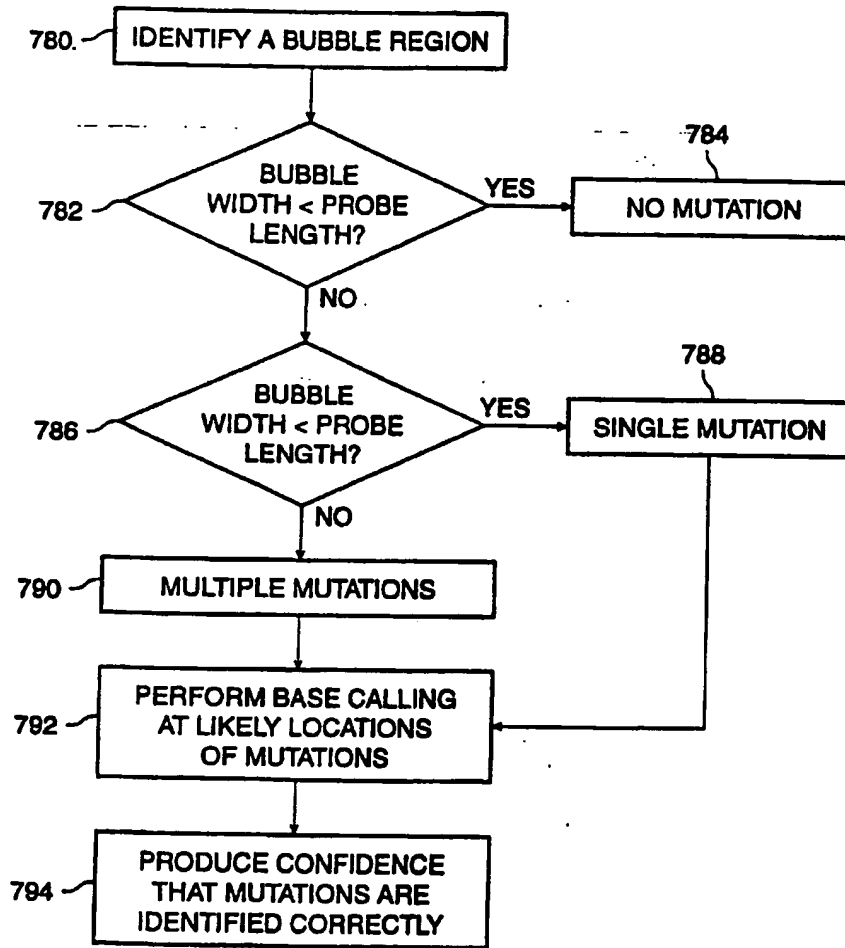 780.
IDENTIFY A BUBBLE REGION
782
BUBBLE
WIDTH < PROBE
LENGTH?
YES
784
NO MUTATION
NO
786
BUBBLE
WIDTH < PROBE
LENGTH?
YES
788
SINGLE MUTATION
NO
790
MULTIPLE MUTATIONS
792
PERFORM BASE CALLING
AT LIKELY LOCATIONS
OF MUTATIONS
794
PRODUCE CONFIDENCE
THAT MUTATIONS ARE
IDENTIFIED CORRECTLY